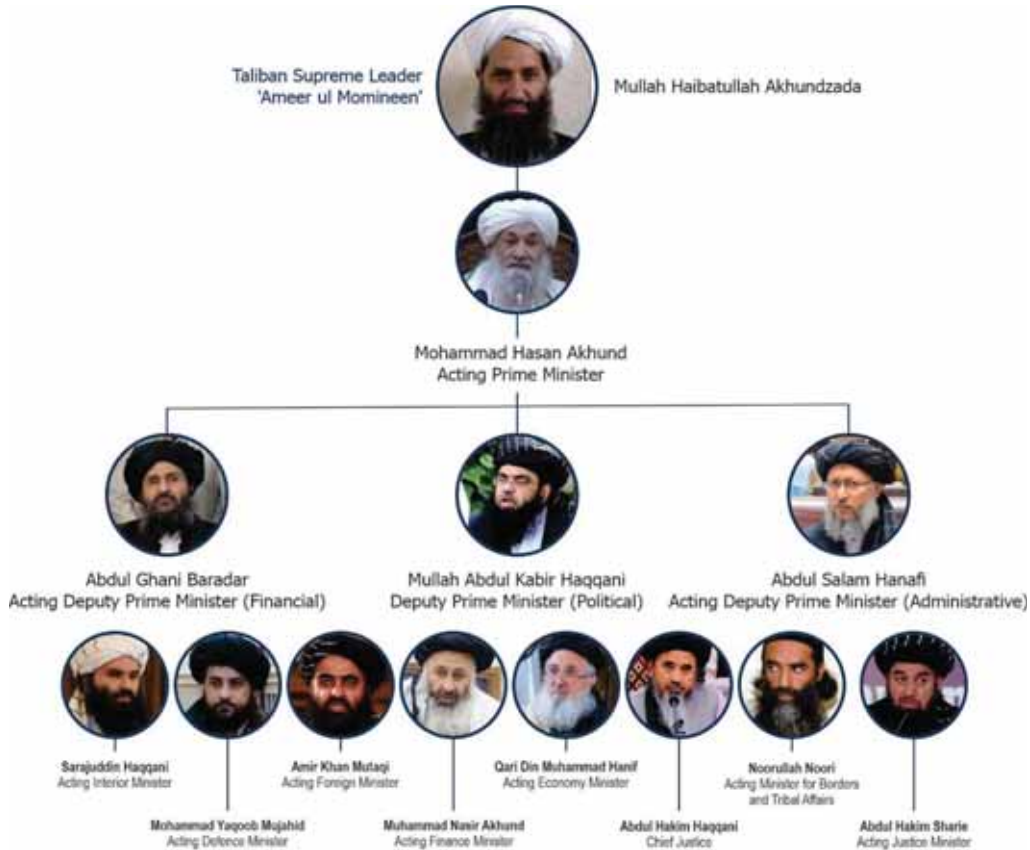 Taliban Supreme Leader
'Ameer ul Momineen'
Mullah Haibatullah Akhundzada
Mohammad Hasan Akhund
Acting Prime Minister
Abdul Ghani Baradar
Acting Deputy Prime Minister (Financial)
Mullah Abdul Kabir Haqqani
Deputy Prime Minister (Political)
Abdul Salam Hanafi
Acting Deputy Prime Minister (Administrative)
Sarajuddin Haqqani
Acting Interior Minister
Mohammad Yaqoob Mujahid
Acting Defence Minister
Amir Khan Mutaqi
Acting Foreign Minister
Muhammad Nasir Akhund
Acting Finance Minister
Qari Din Muhammad Hanif
Acting Economy Minister
Abdul Hakim Haqqani
Chief Justice
Noorullah Noori
Acting Minister for Borders
and Tribal Affairs
Abdul Hakim Sharie
Acting Justice Minister